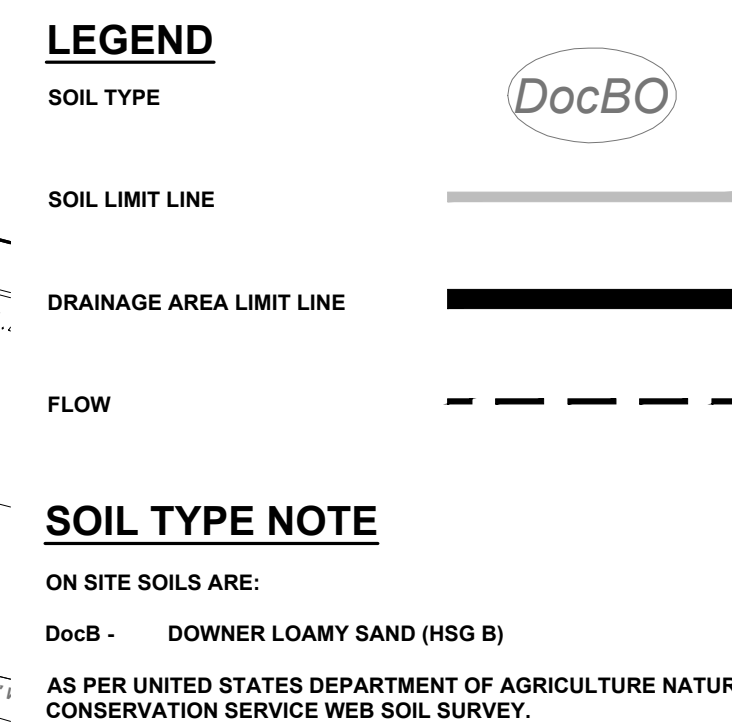 LEGEND
SOIL TYPE DocBO
SOIL LIMIT LINE
DRAINAGE AREA LIMIT LINE
FLOW
SOIL TYPE NOTE
ON SITE SOILS ARE:
DocB - DOWNER LOAMY SAND (HSG B)
AS PER UNITED STATES DEPARTMENT OF AGRICULTURE NATUR
CONSERVATION SERVICE WEB SOIL SURVEY.